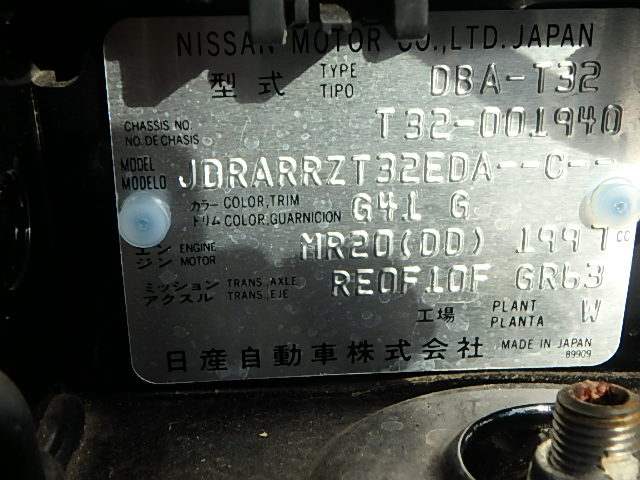 NISSAN MOTOR CO.,LTD. JAPAN
型式 TYPE TIPO DBA-T32
CHASSIS NO. NO. DE CHASIS T32-001940
MODEL MODELO JDRARRZT32EDA--C--
カラー COLOR,TRIM トリム COLOR,GUARNICION G41 G
エンジン ENGINE MOTOR MR20(DD) 1997 cc
ミッション アクスル TRANS.,AXLE TRANS.,EJE RE0F10F GR63
工場 PLANT PLANTA W
日産自動車株式会社 MADE IN JAPAN
89909